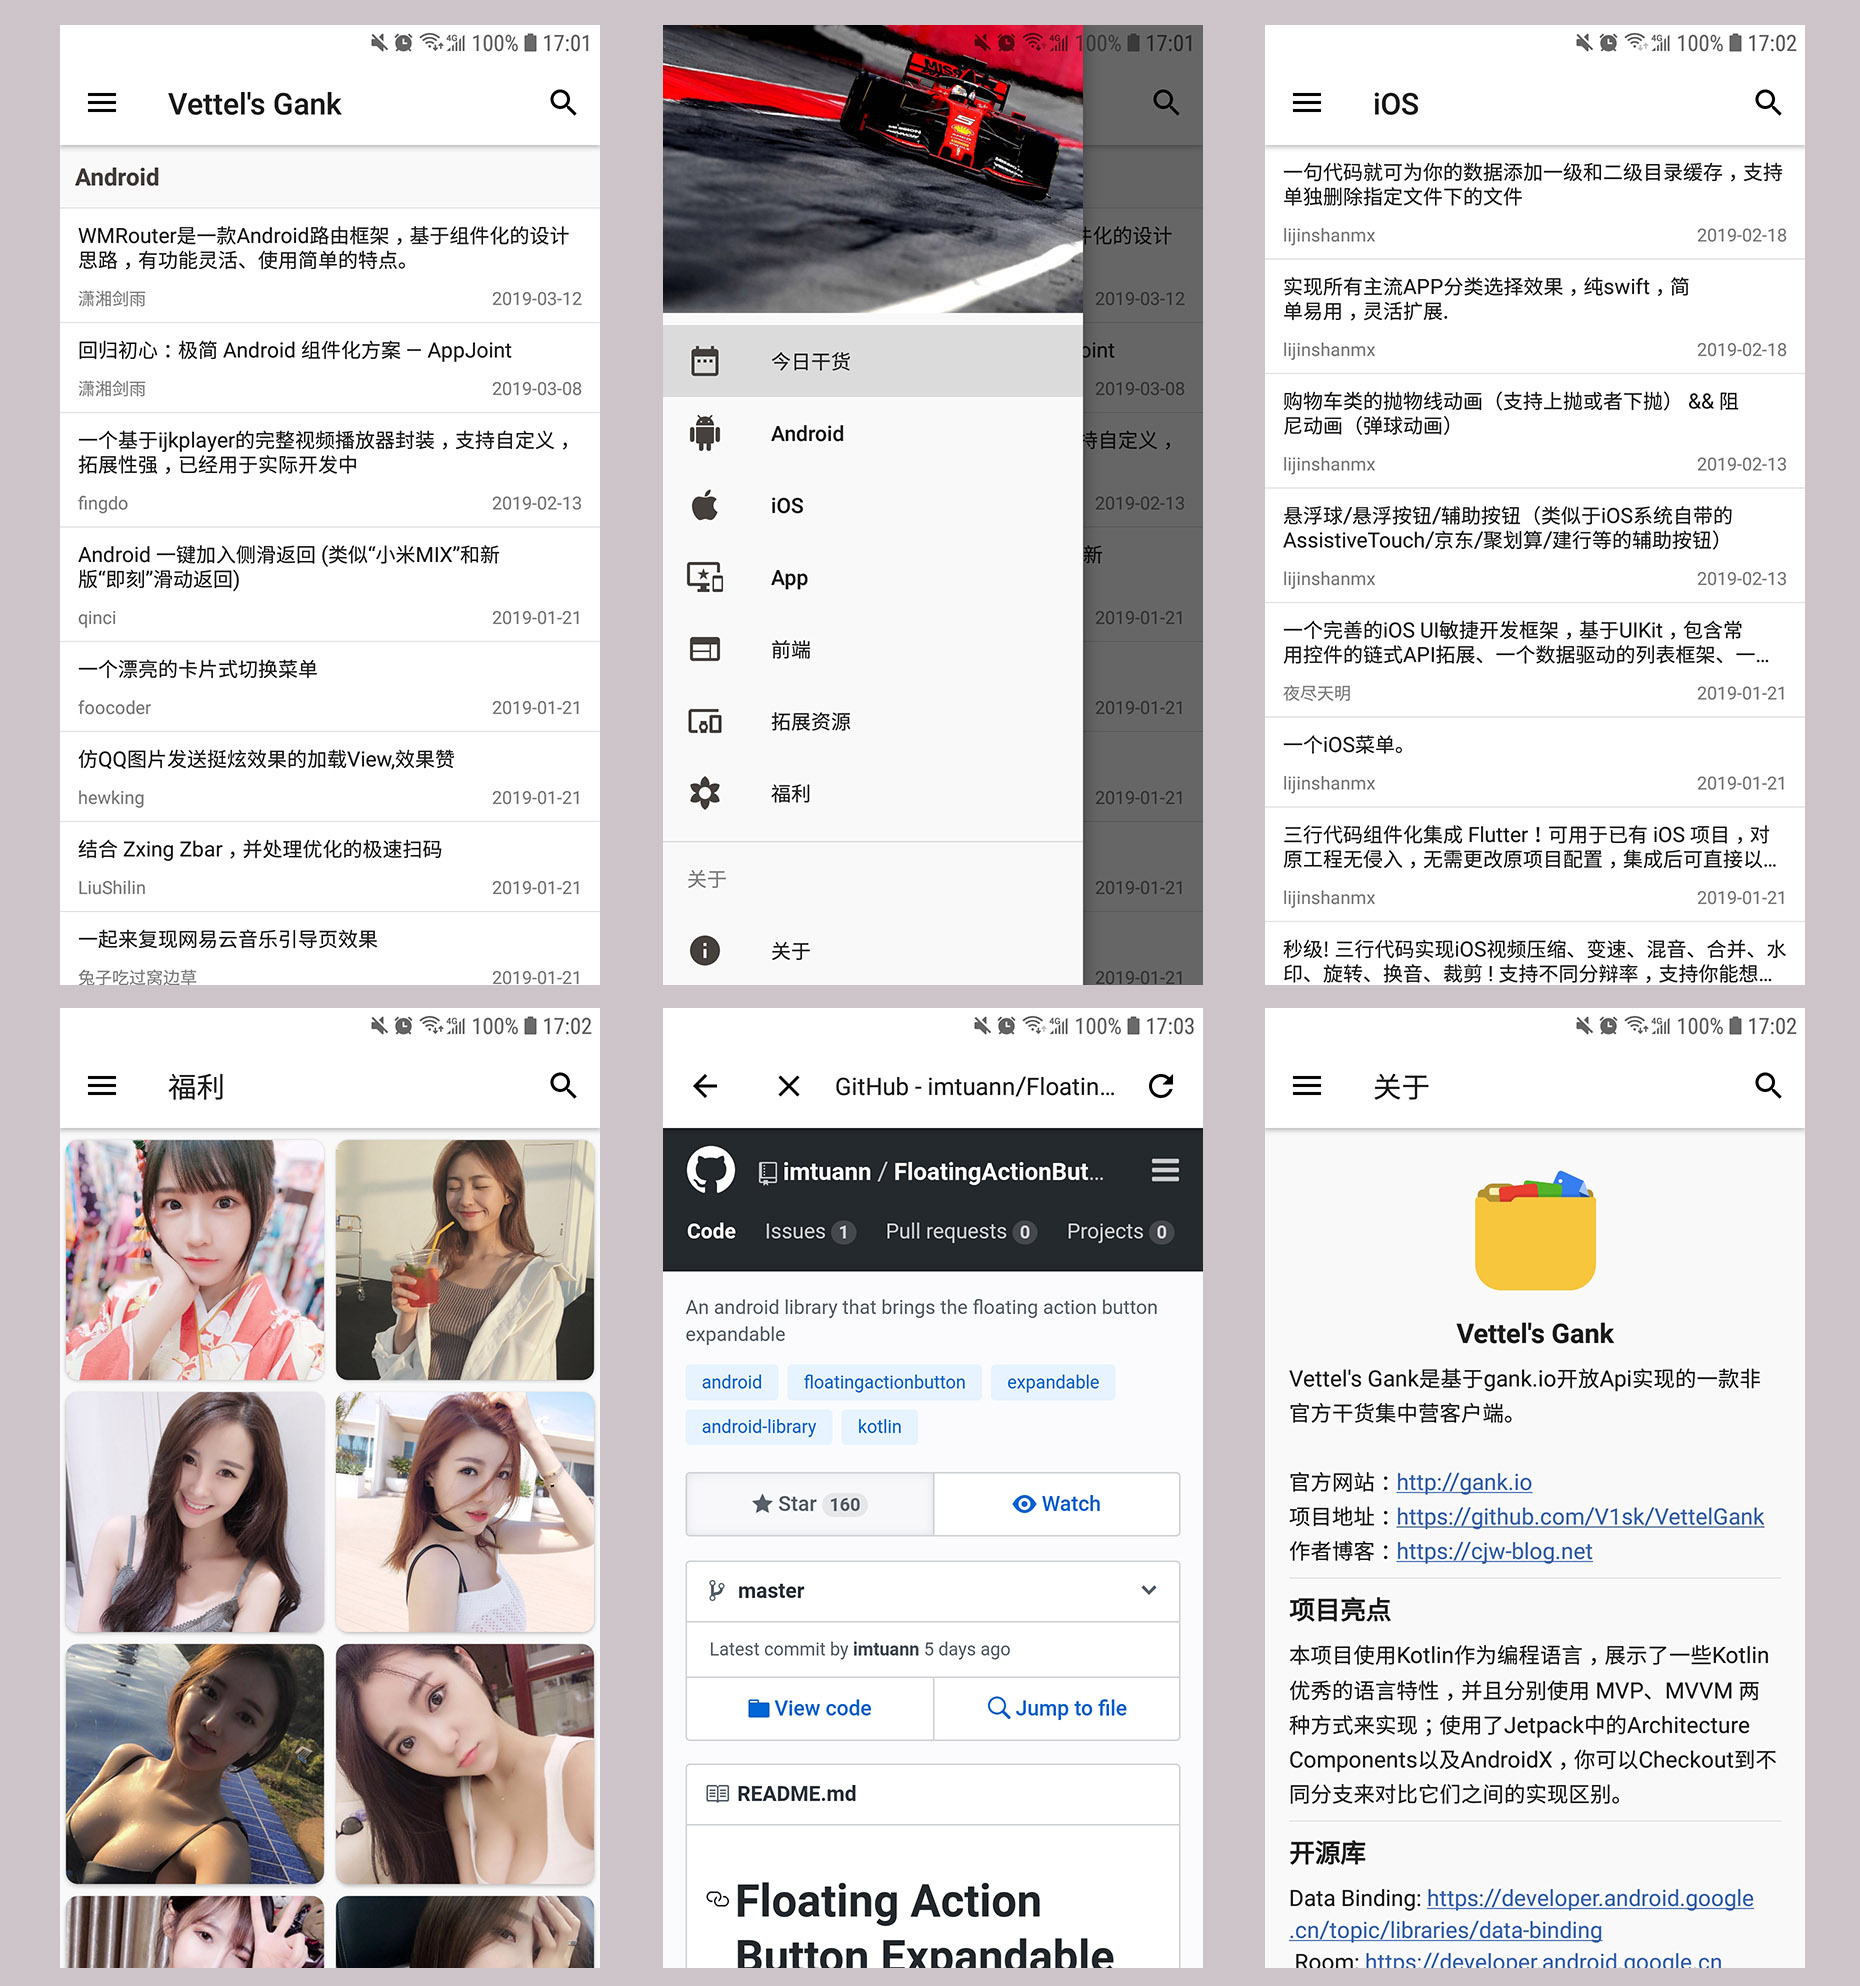 100% 17:01
Vettel's Gank
Android
WMRouter是一款Android路由框架，基于组件化的设计
思路，有功能灵活、使用简单的特点。
潇湘剑雨 2019-03-12
回归初心：极简 Android 组件化方案 — AppJoint
潇湘剑雨 2019-03-08
一个基于ijkplayer的完整视频播放器封装，支持自定义，
拓展性强，已经用于实际开发中
fingdo 2019-02-13
Android 一键加入侧滑返回 (类似“小米MIX”和新
版“即刻”滑动返回)
qinci 2019-01-21
一个漂亮的卡片式切换菜单
foocoder 2019-01-21
仿QQ图片发送挺炫效果的加载View,效果赞
hewking 2019-01-21
结合 Zxing Zbar，并处理优化的极速扫码
LiuShilin 2019-01-21
一起来复现网易云音乐引导页效果
兔子吃过窝边草 2019-01-21
100% 17:01
件化的设计
2019-03-12
今日干货
oint
2019-03-08
Android
持自定义，
iOS
2019-02-13
新
App
2019-01-21
前端
2019-01-21
拓展资源
福利
2019-01-21
关于
2019-01-21
关于
2019-01-21
100% 17:02
iOS
一句代码就可为你的数据添加一级和二级目录缓存，支持
单独删除指定文件下的文件
lijinshanmx 2019-02-18
实现所有主流APP分类选择效果，纯swift，简
单易用，灵活扩展.
lijinshanmx 2019-02-18
购物车类的抛物线动画（支持上抛或者下抛） && 阻
尼动画（弹球动画）
lijinshanmx 2019-02-13
悬浮球/悬浮按钮/辅助按钮（类似于iOS系统自带的
AssistiveTouch/京东/聚划算/建行等的辅助按钮）
lijinshanmx 2019-02-13
一个完善的iOS UI敏捷开发框架，基于UIKit，包含常
用控件的链式API拓展、一个数据驱动的列表框架、一...
夜尽天明 2019-01-21
一个iOS菜单。
lijinshanmx 2019-01-21
三行代码组件化集成 Flutter！可用于已有 iOS 项目，对
原工程无侵入，无需更改原项目配置，集成后可直接以...
lijinshanmx 2019-01-21
秒级! 三行代码实现iOS视频压缩、变速、混音、合并、水
印、旋转、换音、裁剪 ! 支持不同分辩率，支持你能想...
100% 17:02
福利
100% 17:03
GitHub - imtuann/Floatin...
imtuann / FloatingActionBut...
Code Issues 1 Pull requests 0 Projects 0
An android library that brings the floating action button
expandable
android floatingactionbutton expandable
android-library kotlin
Star 160 Watch
master
Latest commit by imtuann 5 days ago
View code Jump to file
README.md
Floating Action
Button Expandable
100% 17:02
关于
Vettel's Gank
Vettel's Gank是基于gank.io开放Api实现的一款非
官方干货集中营客户端。
官方网站：http://gank.io
项目地址：https://github.com/V1sk/VettelGank
作者博客：https://cjw-blog.net
项目亮点
本项目使用Kotlin作为编程语言，展示了一些Kotlin
优秀的语言特性，并且分别使用 MVP、MVVM 两
种方式来实现；使用了Jetpack中的Architecture
Components以及AndroidX，你可以Checkout到不
同分支来对比它们之间的实现区别。
开源库
Data Binding: https://developer.android.google
.cn/topic/libraries/data-binding
Room: https://developer.android.google.cn